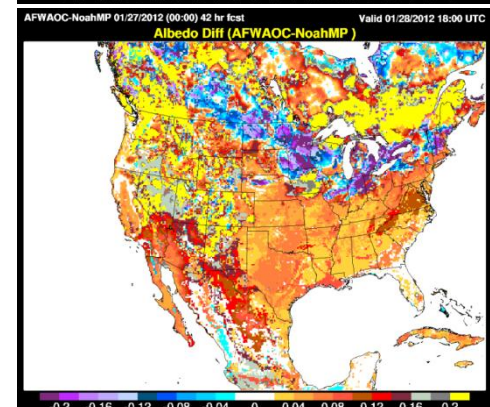 AFWAOC-NoahMP 01/27/2012 (00:00) 42 hr fcst Valid 01/28/2012 18:00 UTC
Albedo Diff (AFWAOC-NoahMP )
-0.2 -0.16 -0.12 -0.08 -0.04 0 0.04 0.08 0.12 0.16 0.2